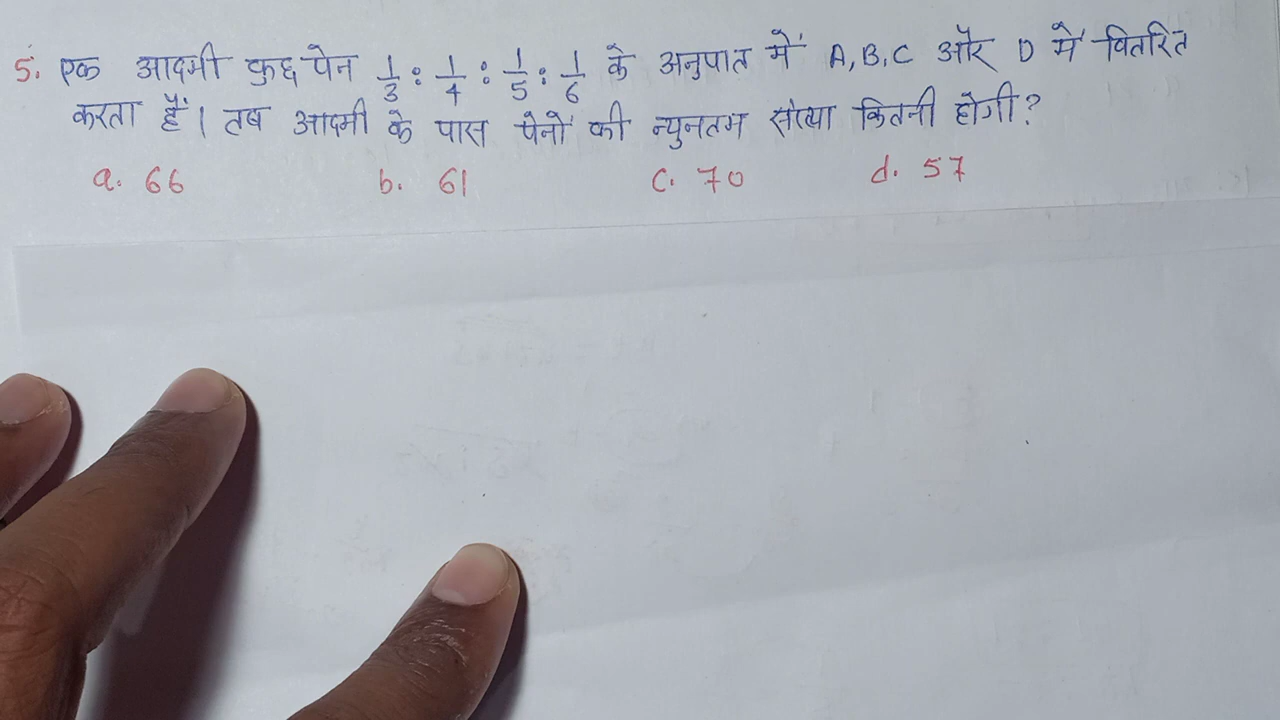 5. एक आदमी कुछ पेन 1/3 : 1/4 : 1/5 : 1/6 के अनुपात में A, B, C और D में वितरित
करता हैं। तब आदमी के पास पेनों की न्युनतम संख्या कितनी होगी?
a. 66 b. 61 c. 70 d. 57